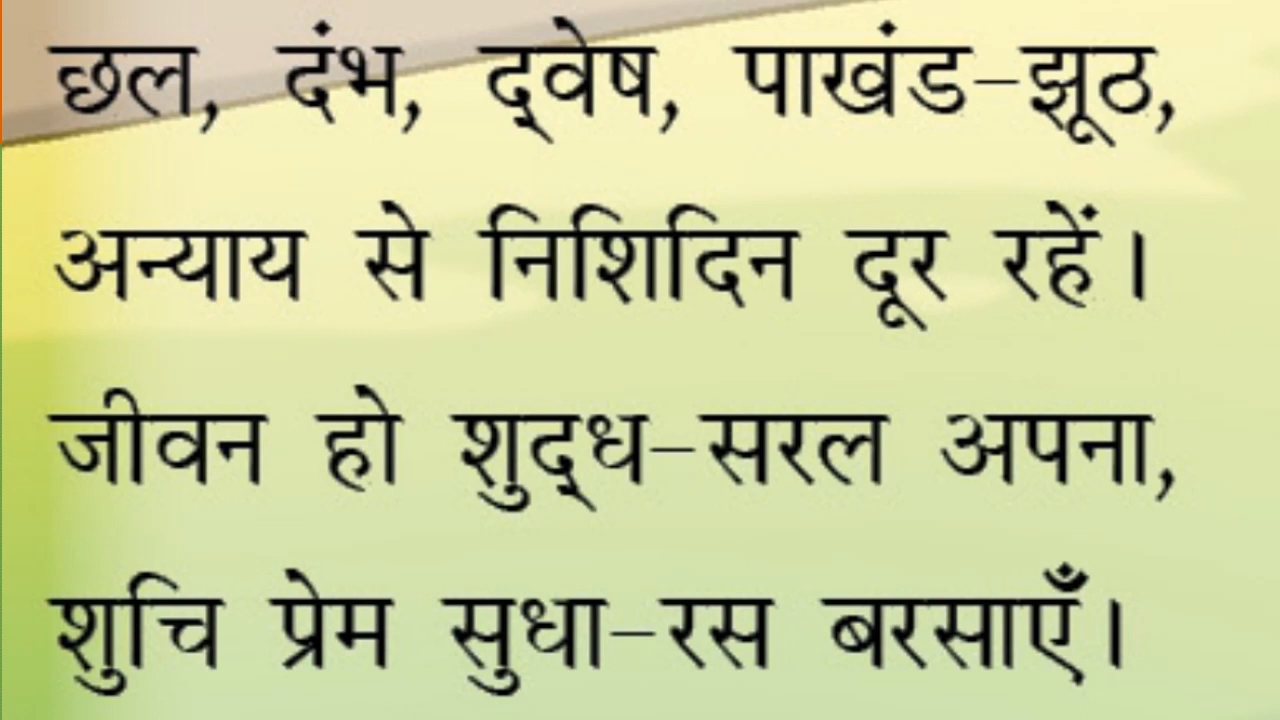 छल, दंभ, द्‌वेष, पाखंड-झूठ,
अन्याय से निशिदिन दूर रहें।
जीवन हो शुद्‌ध-सरल अपना,
शुचि प्रेम सुधा-रस बरसाएँ।